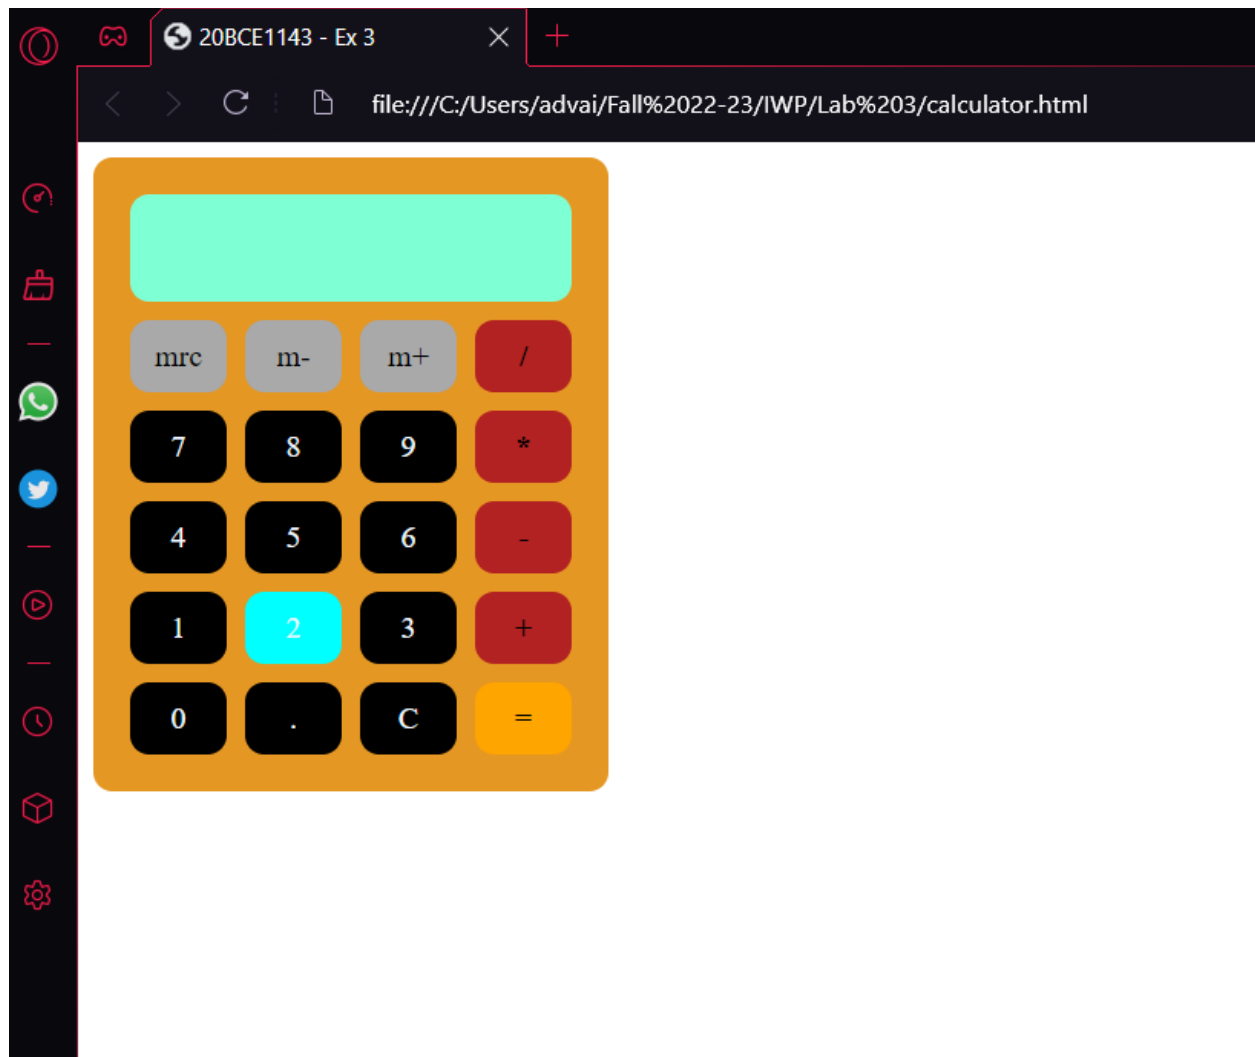 20BCE1143 - Ex 3
file:///C:/Users/advai/Fall%2022-23/IWP/Lab%203/calculator.html
mrc m- m+ /
7 8 9 *
4 5 6 -
1 2 3 +
0 . C =